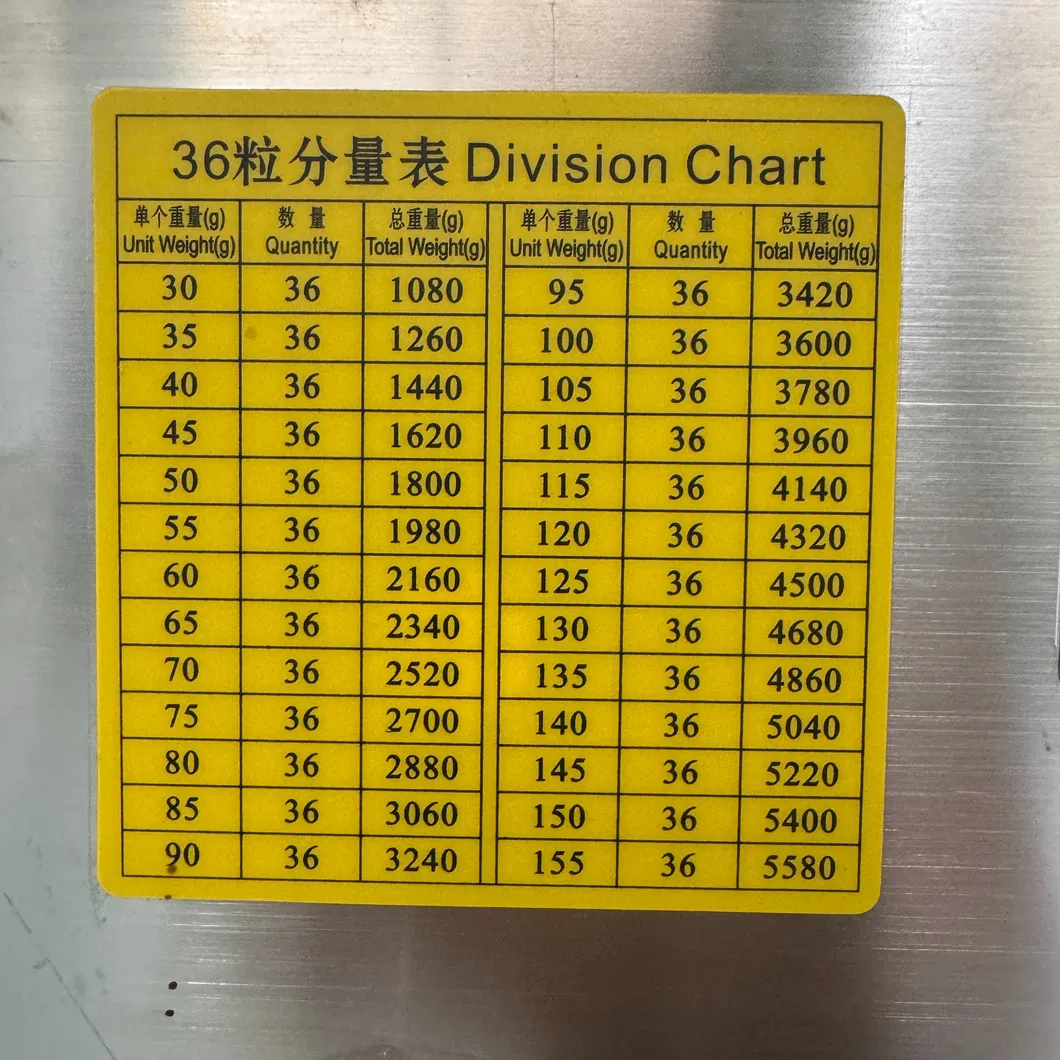 36粒分量表 Division Chart
单个重量(g) 数 量 总重量(g) 单个重量(g) 数 量 总重量(g)
Unit Weight(g) Quantity Total Weight(g) Unit Weight(g) Quantity Total Weight(g)
30 36 1080 95 36 3420
35 36 1260 100 36 3600
40 36 1440 105 36 3780
45 36 1620 110 36 3960
50 36 1800 115 36 4140
55 36 1980 120 36 4320
60 36 2160 125 36 4500
65 36 2340 130 36 4680
70 36 2520 135 36 4860
75 36 2700 140 36 5040
80 36 2880 145 36 5220
85 36 3060 150 36 5400
90 36 3240 155 36 5580